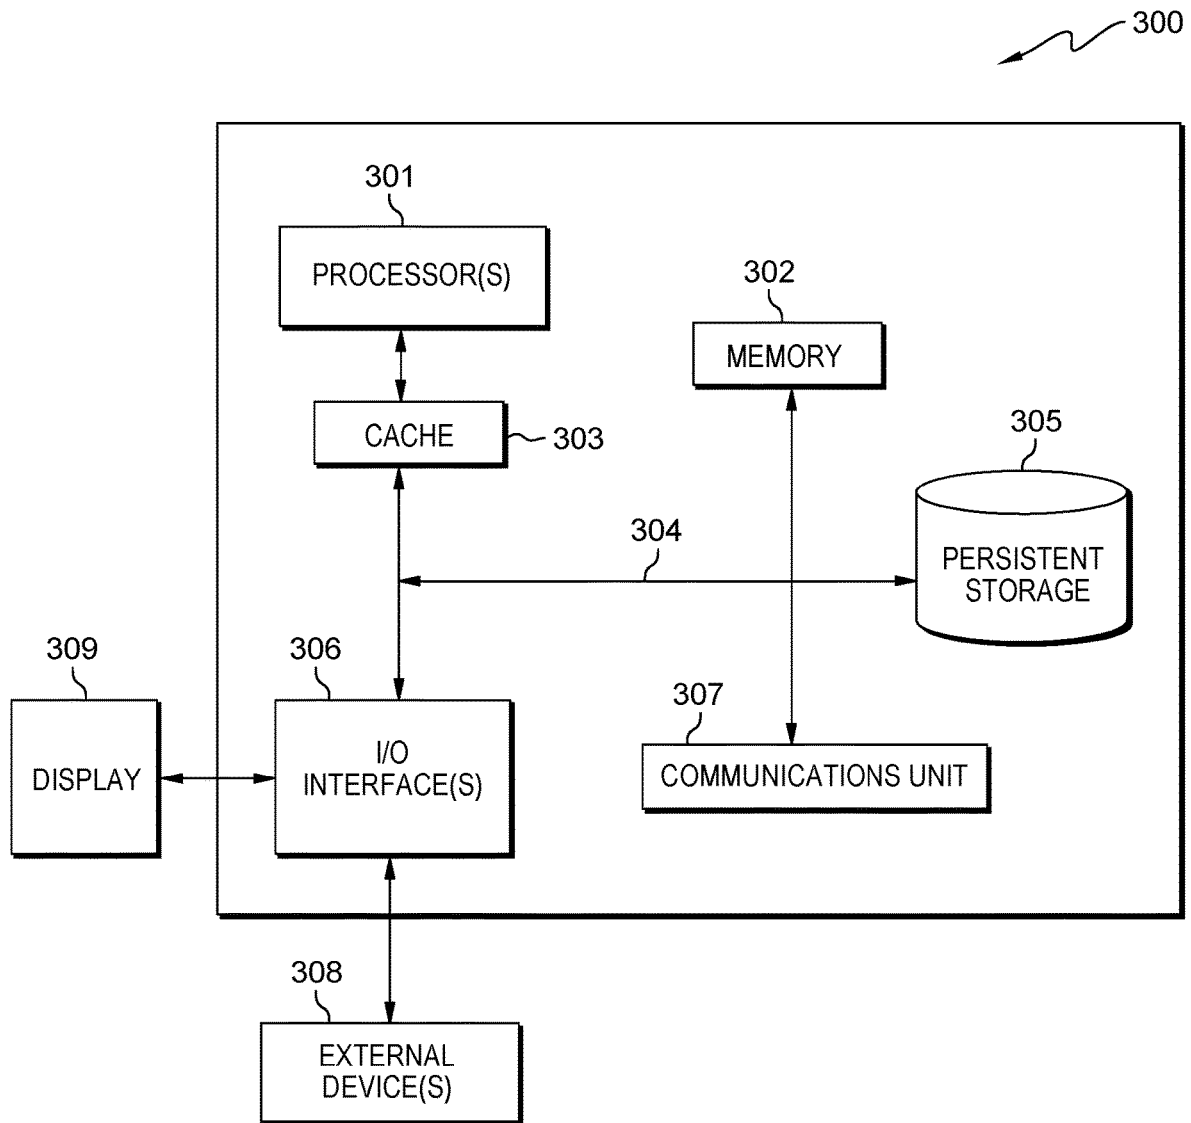 300
301
PROCESSOR(S)
302
MEMORY
CACHE
303
305
PERSISTENT
STORAGE
304
309
DISPLAY
306
I/O
INTERFACE(S)
307
COMMUNICATIONS UNIT
308
EXTERNAL
DEVICE(S)